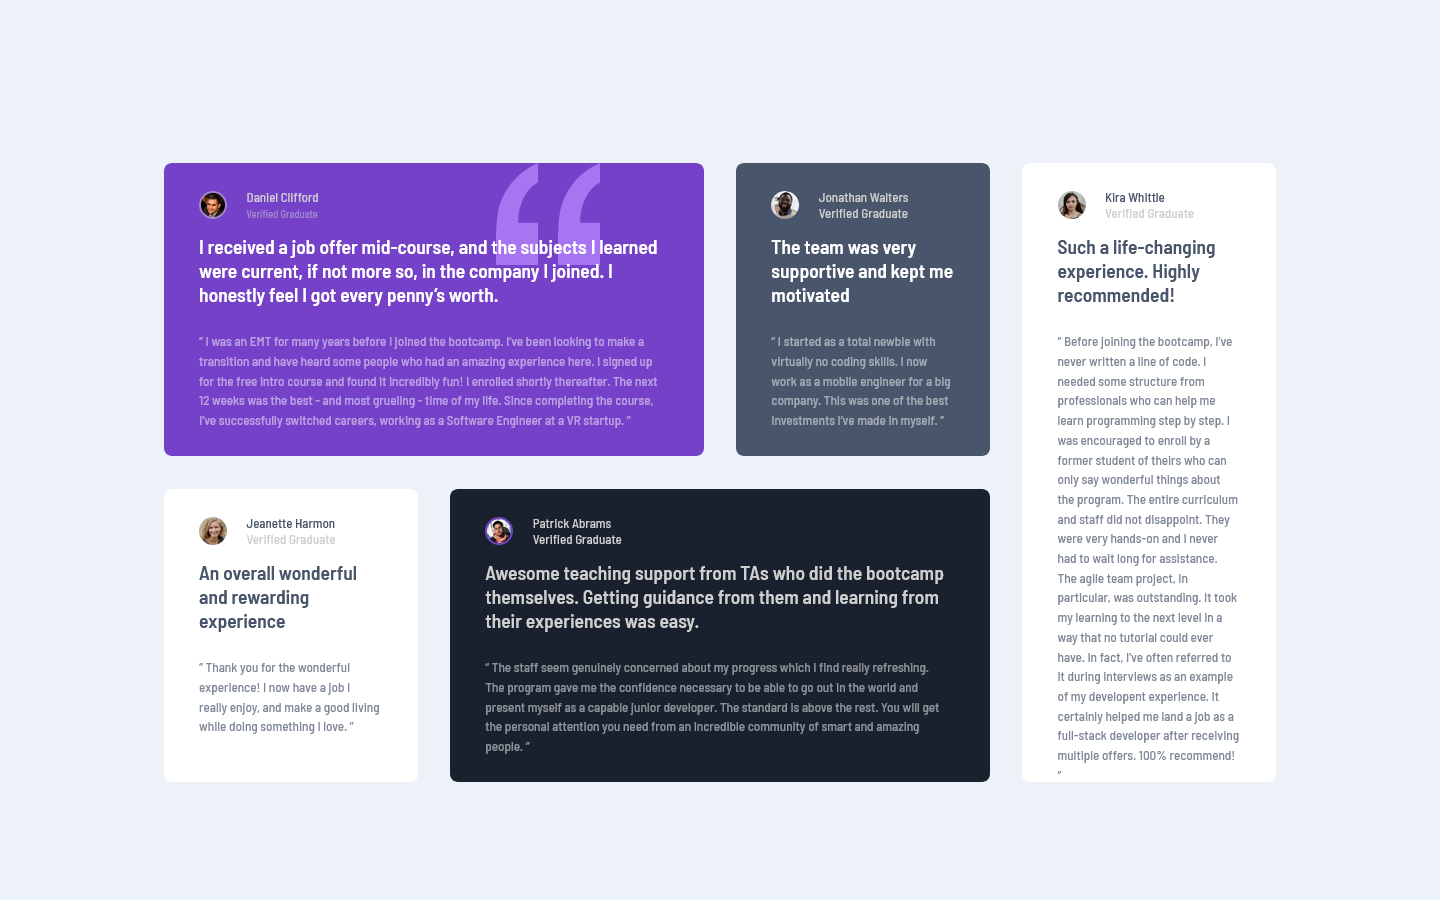 Daniel Clifford
Verified Graduate
I received a job offer mid-course, and the subjects I learned
were current, if not more so, in the company I joined. I
honestly feel I got every penny’s worth.
“ I was an EMT for many years before I joined the bootcamp. I’ve been looking to make a
transition and have heard some people who had an amazing experience here. I signed up
for the free intro course and found it incredibly fun! I enrolled shortly thereafter. The next
12 weeks was the best - and most grueling - time of my life. Since completing the course,
I’ve successfully switched careers, working as a Software Engineer at a VR startup. ”
Jonathan Walters
Verified Graduate
The team was very
supportive and kept me
motivated
“ I started as a total newbie with
virtually no coding skills. I now
work as a mobile engineer for a big
company. This was one of the best
investments I’ve made in myself. ”
Kira Whittle
Verified Graduate
Such a life-changing
experience. Highly
recommended!
“ Before joining the bootcamp, I’ve
never written a line of code. I
needed some structure from
professionals who can help me
learn programming step by step. I
was encouraged to enroll by a
former student of theirs who can
only say wonderful things about
the program. The entire curriculum
and staff did not disappoint. They
were very hands-on and I never
had to wait long for assistance.
The agile team project, in
particular, was outstanding. It took
my learning to the next level in a
way that no tutorial could ever
have. In fact, I’ve often referred to
it during interviews as an example
of my developent experience. It
certainly helped me land a job as a
full-stack developer after receiving
multiple offers. 100% recommend!
”
Jeanette Harmon
Verified Graduate
An overall wonderful
and rewarding
experience
“ Thank you for the wonderful
experience! I now have a job I
really enjoy, and make a good living
while doing something I love. ”
Patrick Abrams
Verified Graduate
Awesome teaching support from TAs who did the bootcamp
themselves. Getting guidance from them and learning from
their experiences was easy.
“ The staff seem genuinely concerned about my progress which I find really refreshing.
The program gave me the confidence necessary to be able to go out in the world and
present myself as a capable junior developer. The standard is above the rest. You will get
the personal attention you need from an incredible community of smart and amazing
people. ”